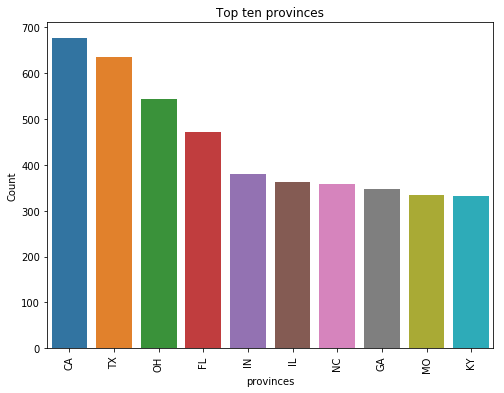 Top ten provinces
Count
700
600
500
400
300
200
100
0
CA TX OH FL IN IL NC GA MO KY
provinces